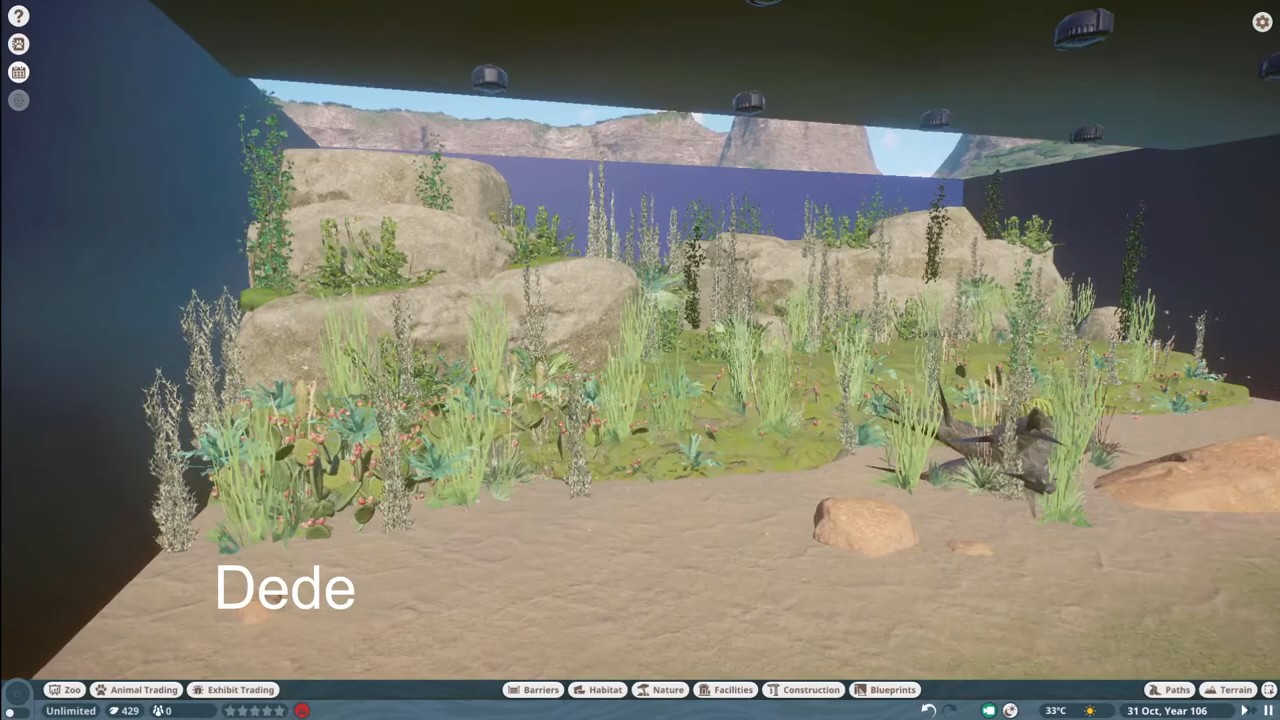 ?
Dede
Zoo Animal Trading Exhibit Trading Barriers Habitat Nature Facilities Construction Blueprints Paths Terrain
Unlimited 429 0 33°C 31 Oct, Year 106